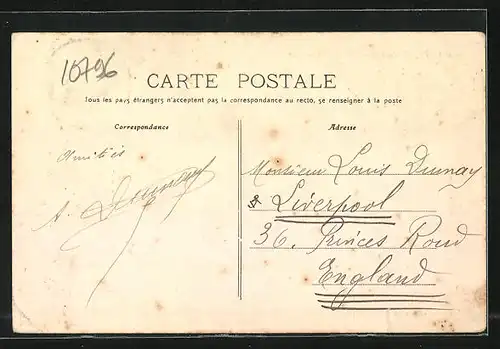 10796
CARTE POSTALE
Tous les pays étrangers n'acceptent pas la correspondance au recto, se renseigner à la poste
Correspondance
Adresse
Amitiés
A.
Monsieur Louis Dunay
Liverpool
36, Princes Road
England